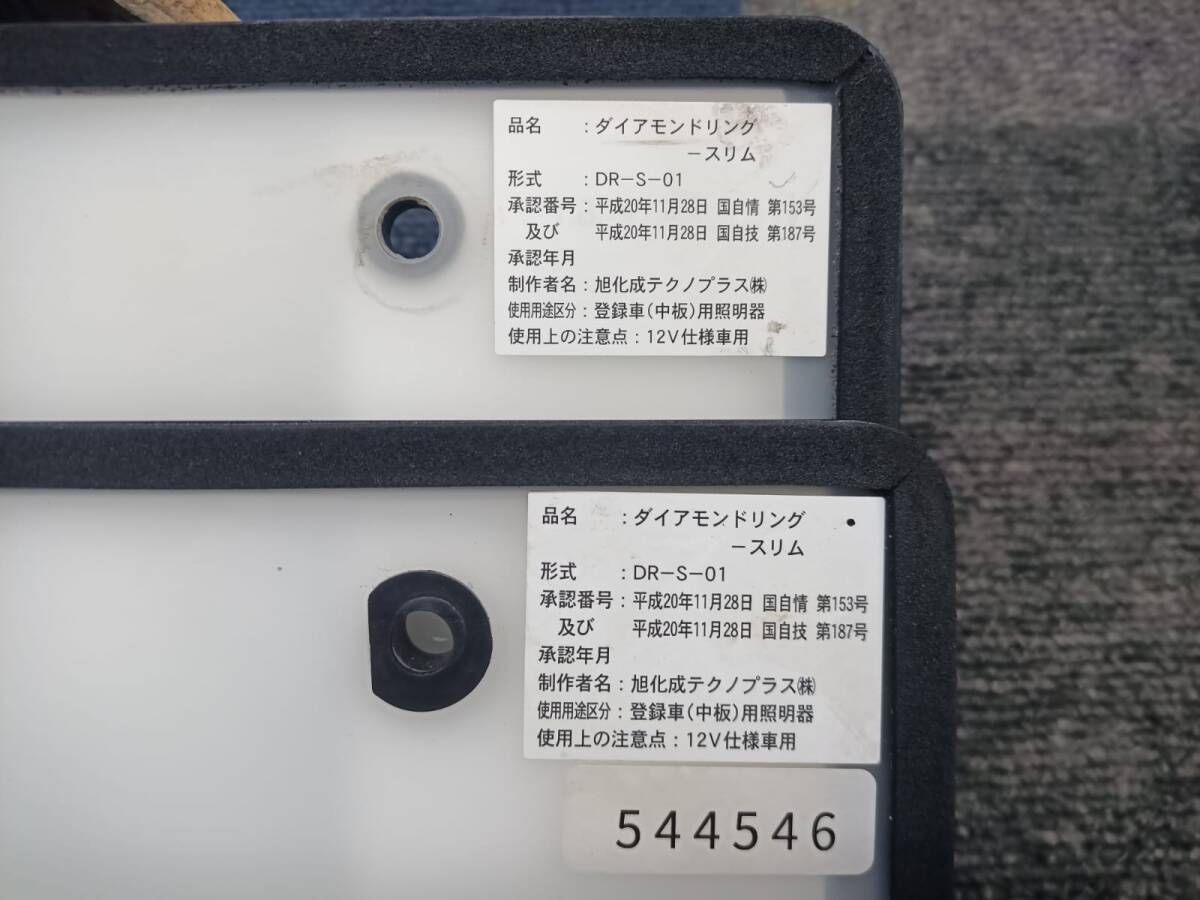 品名 :ダイアモンドリング
−スリム
形式 :DR−S−01
承認番号:平成20年11月28日 国自情 第153号
及び 平成20年11月28日 国自技 第187号
承認年月
制作者名:旭化成テクノプラス㈱
使用用途区分:登録車(中板)用照明器
使用上の注意点:12V仕様車用
品名 :ダイアモンドリング
−スリム
形式 :DR−S−01
承認番号:平成20年11月28日 国自情 第153号
及び 平成20年11月28日 国自技 第187号
承認年月
制作者名:旭化成テクノプラス㈱
使用用途区分:登録車(中板)用照明器
使用上の注意点:12V仕様車用
544546